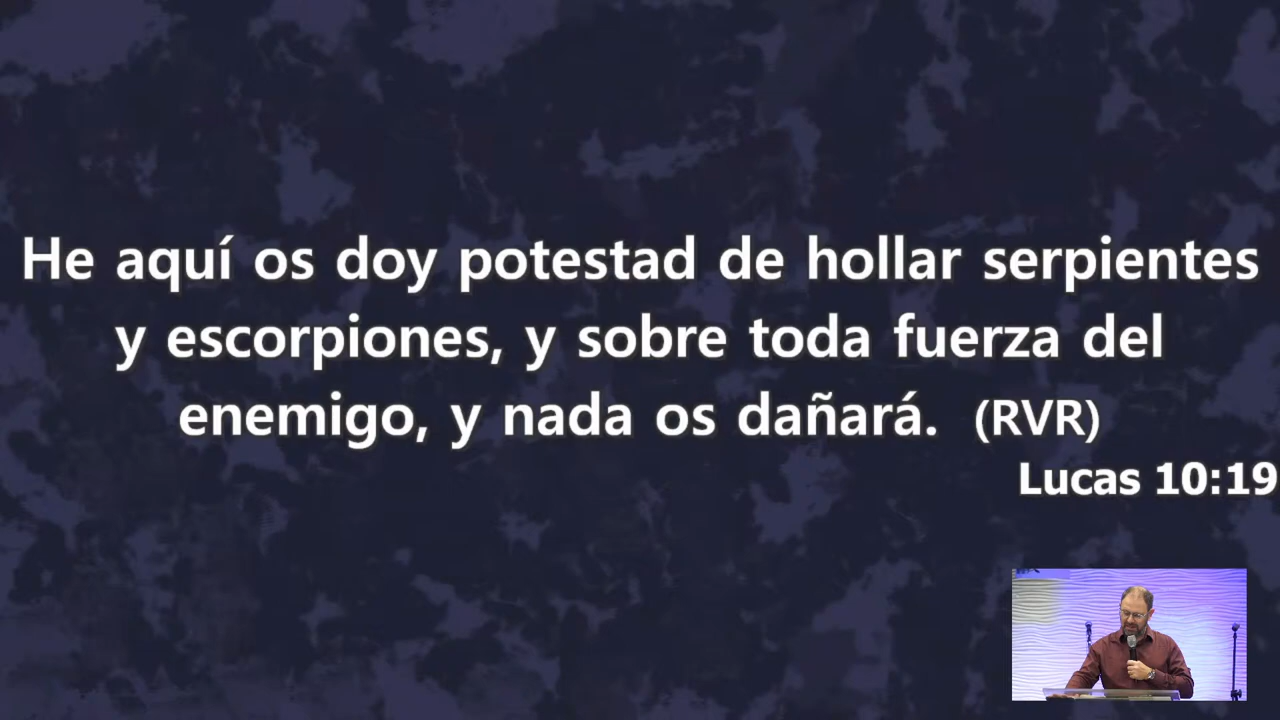 He aquí os doy potestad de hollar serpientes
y escorpiones, y sobre toda fuerza del
enemigo, y nada os dañará. (RVR)
Lucas 10:19